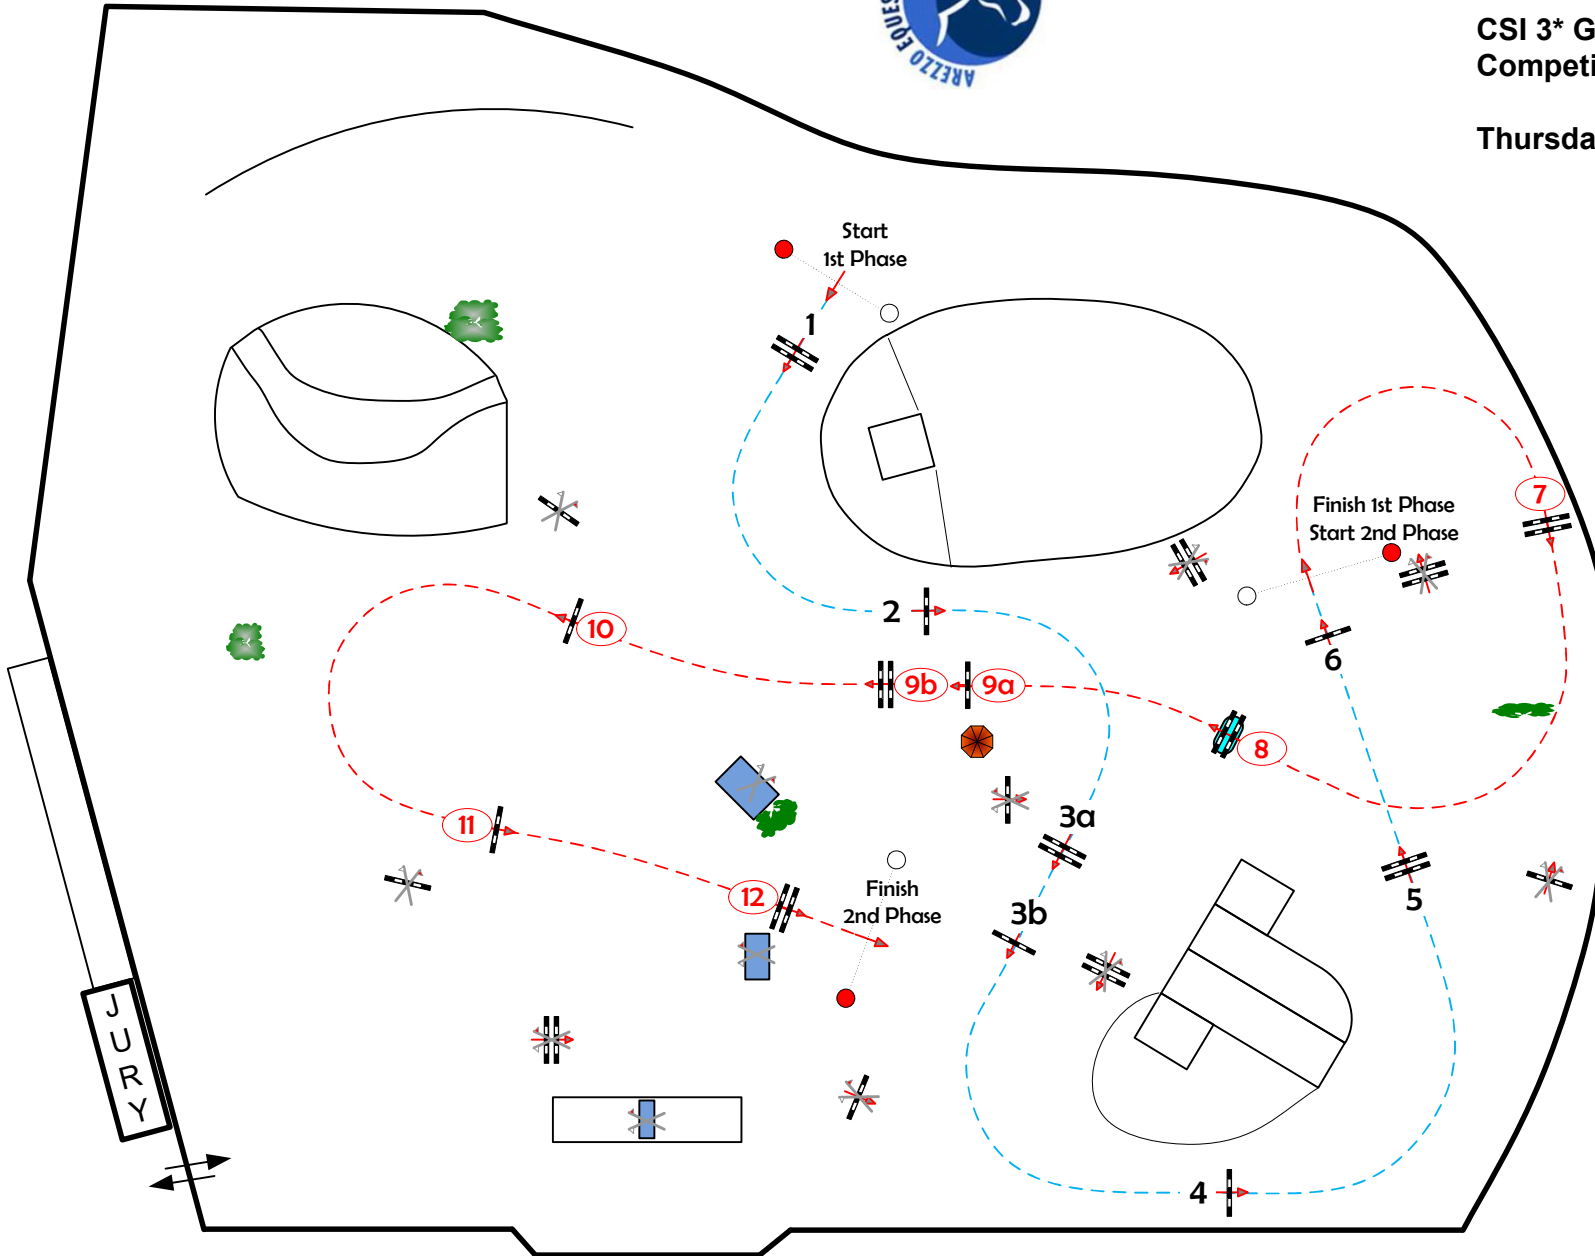 AREZZO EQUES
CSI 3* G
Competi
Thursda
Start
1st Phase
1
2
3a
3b
4
5
6
Finish 1st Phase
Start 2nd Phase
7
8
9a
9b
10
11
12
Finish
2nd Phase
JURY